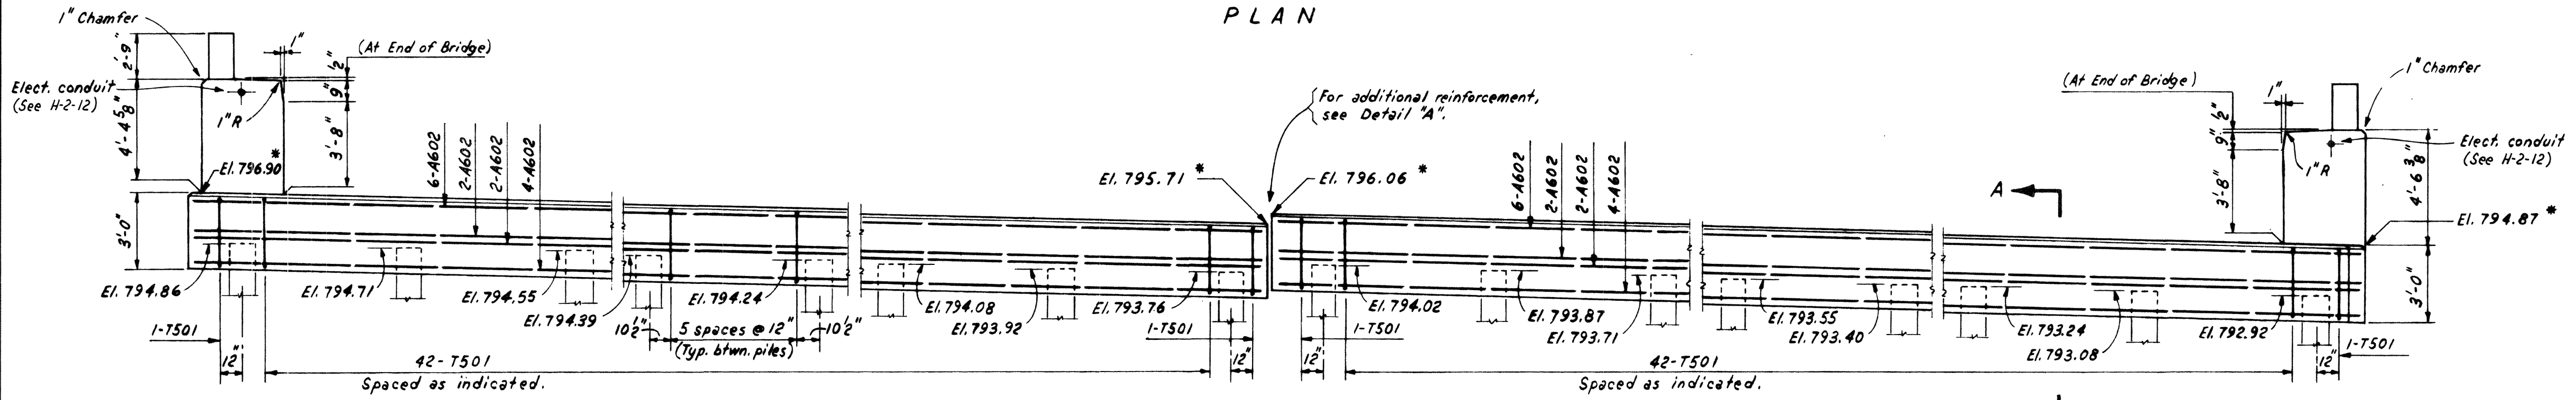 PLAN
1" Chamfer
2'-9"
1"
(At End of Bridge)
1/2"
9"
3'-8"
Elect. conduit
(See H-2-12)
4'-4 5/8"
1"R
El. 796.90 *
3'-0"
6-A602
2-A602
2-A602
4-A602
For additional reinforcement,
see Detail "A".
El. 795.71 *
El. 796.06 *
6-A602
2-A602
2-A602
4-A602
(At End of Bridge)
1"
1" Chamfer
1/2"
9"
3'-8"
1"R
Elect. conduit
(See H-2-12)
4'-6 3/8"
A
El. 794.87 *
3'-0"
El. 794.86
El. 794.71
El. 794.55
El. 794.39
El. 794.24
El. 794.08
El. 793.92
El. 793.76
El. 794.02
El. 793.87
El. 793.71
El. 793.55
El. 793.40
El. 793.24
El. 793.08
El. 792.92
1-T501
12"
10 1/2"
5 spaces @ 12"
10 1/2"
(Typ. btwn. piles)
1-T501
12"
1-T501
12"
1-T501
12"
42-T501
Spaced as indicated.
42-T501
Spaced as indicated.